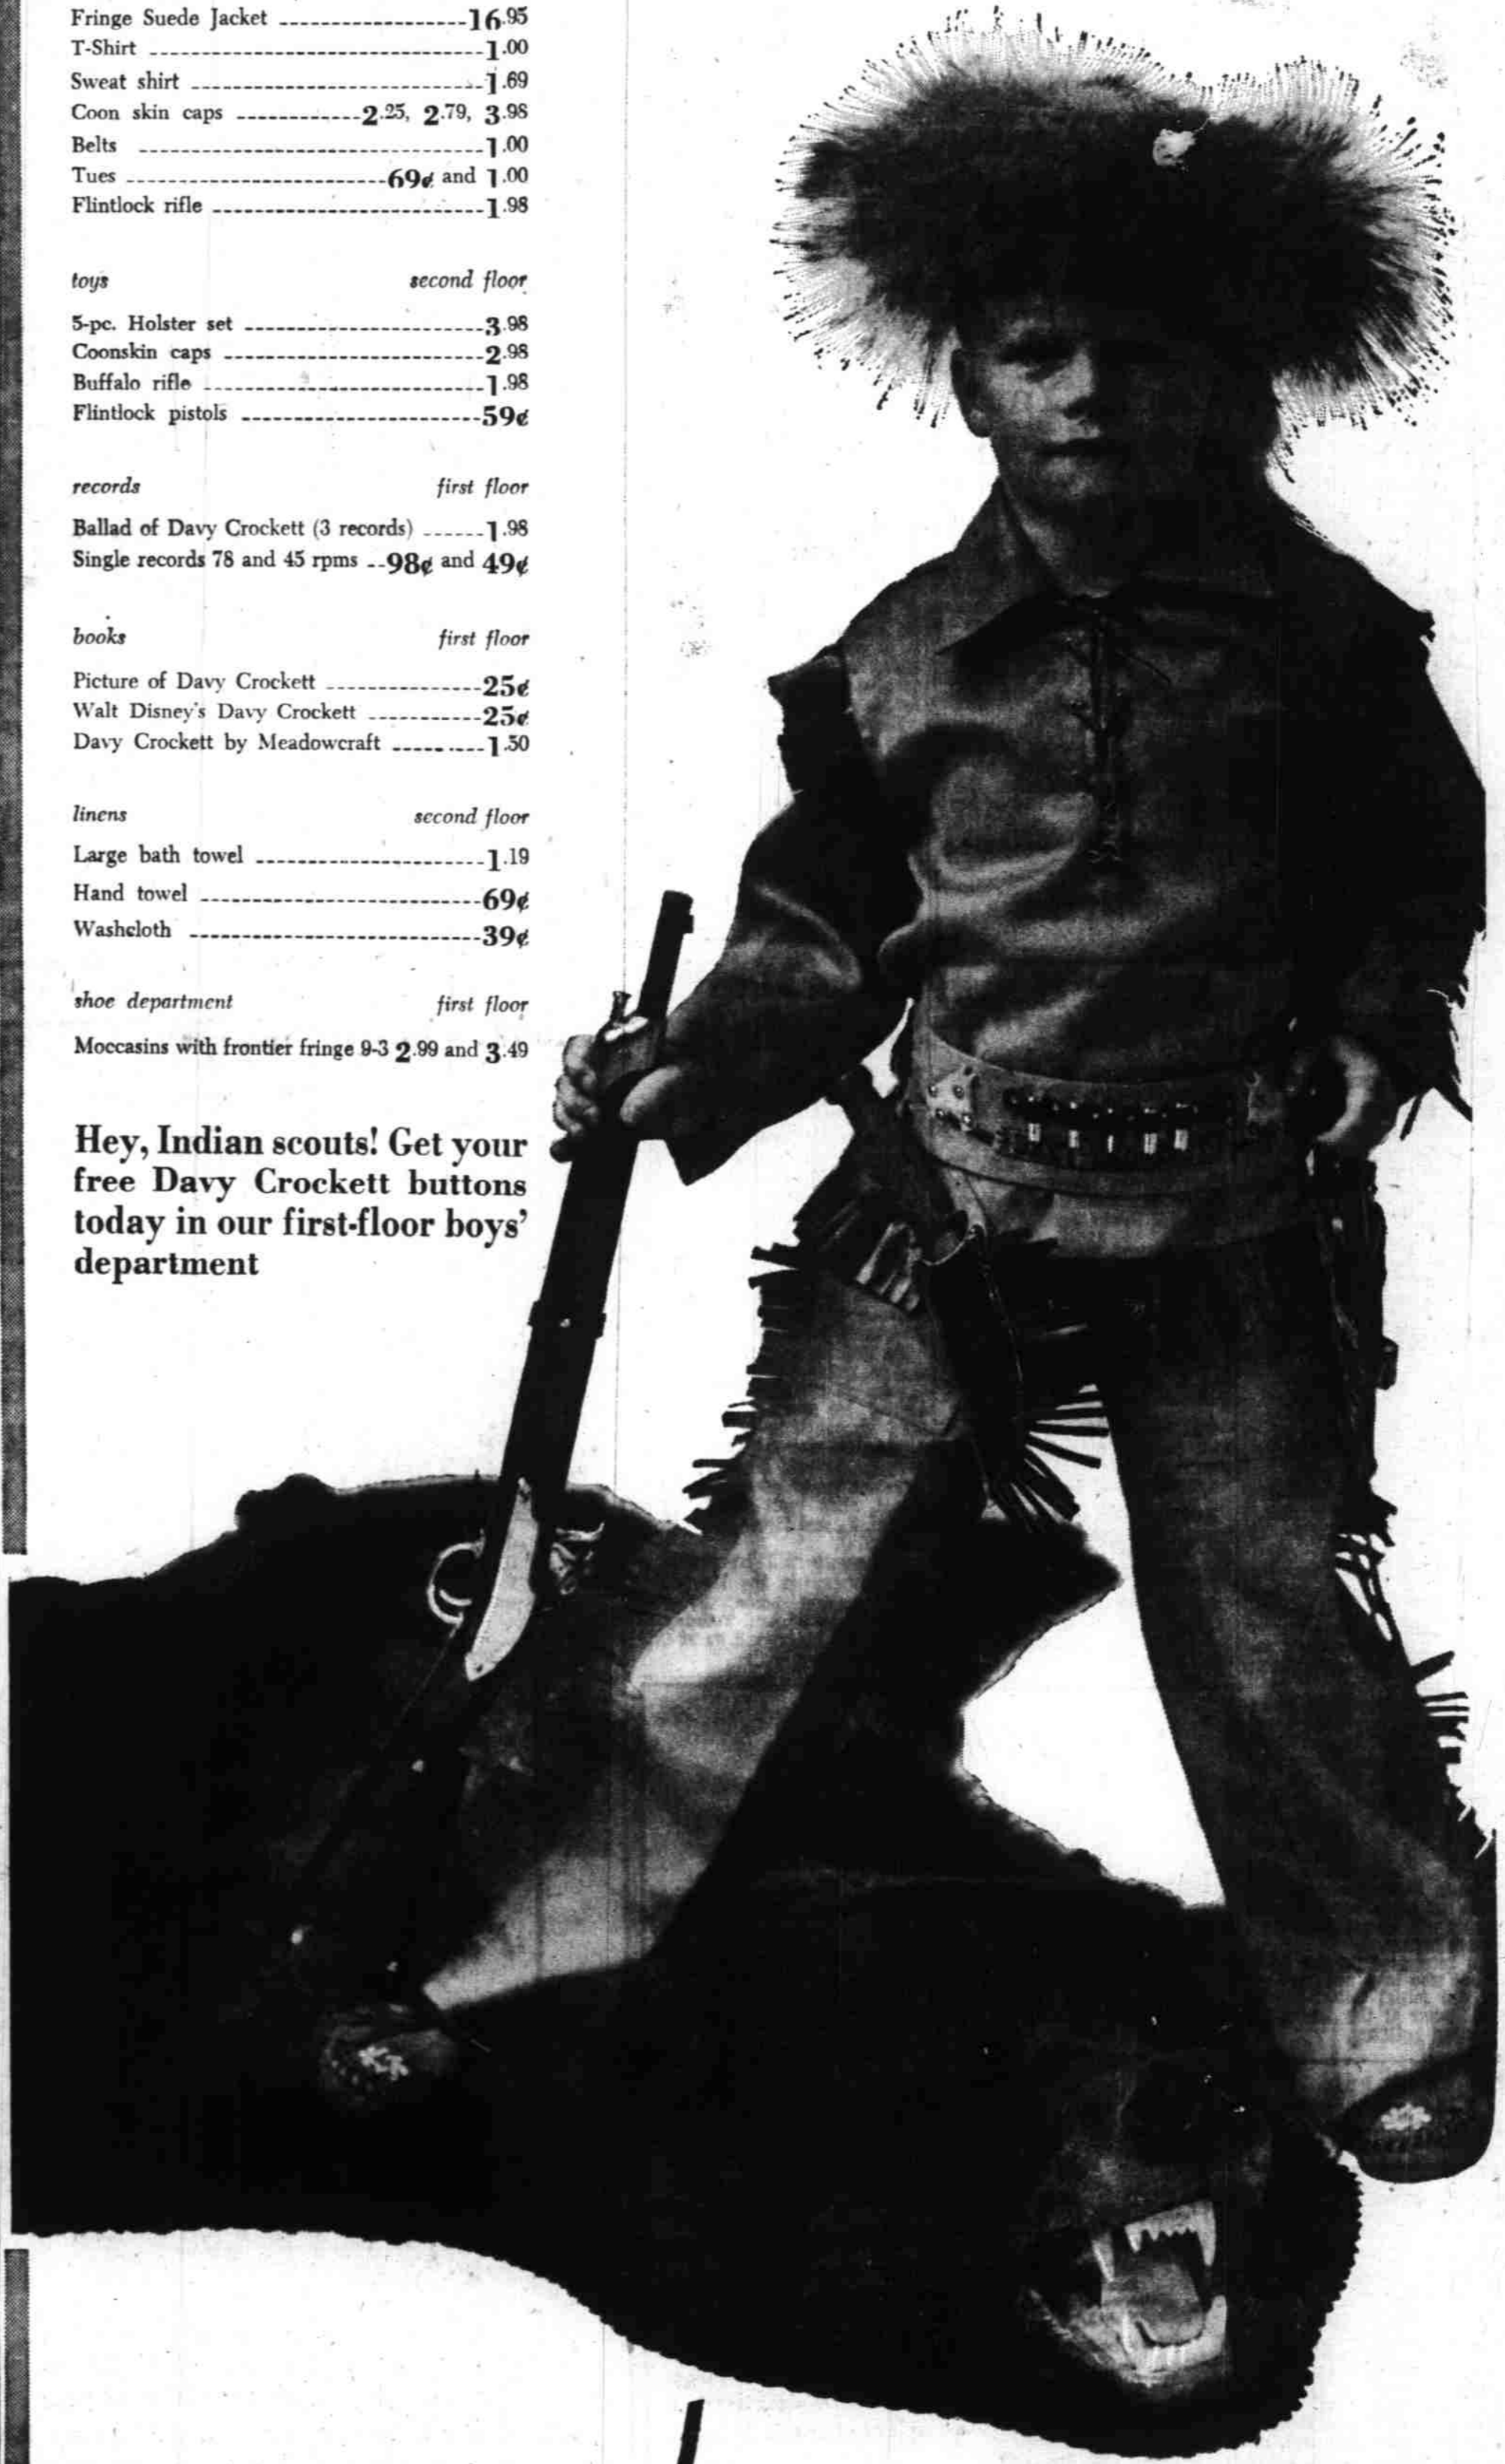 Fringe Suede Jacket ------------------16.95
T-Shirt --------------------------------1.00
Sweat shirt ----------------------------1.69
Coon skin caps ------------2.25, 2.79, 3.98
Belts ---------------------------------1.00
Tues -------------------------69¢ and 1.00
Flintlock rifle --------------------------1.98
toys second floor
5-pc. Holster set -----------------------3.98
Coonskin caps -------------------------2.98
Buffalo rifle ---------------------------1.98
Flintlock pistols -----------------------59¢
records first floor
Ballad of Davy Crockett (3 records) ------1.98
Single records 78 and 45 rpms --98¢ and 49¢
books first floor
Picture of Davy Crockett ---------------25¢
Walt Disney's Davy Crockett -----------25¢
Davy Crockett by Meadowcraft ---------1.50
linens second floor
Large bath towel ----------------------1.19
Hand towel ---------------------------69¢
Washcloth ----------------------------39¢
shoe department first floor
Moccasins with frontier fringe 9-3 2.99 and 3.49
Hey, Indian scouts! Get your
free Davy Crockett buttons
today in our first-floor boys'
department